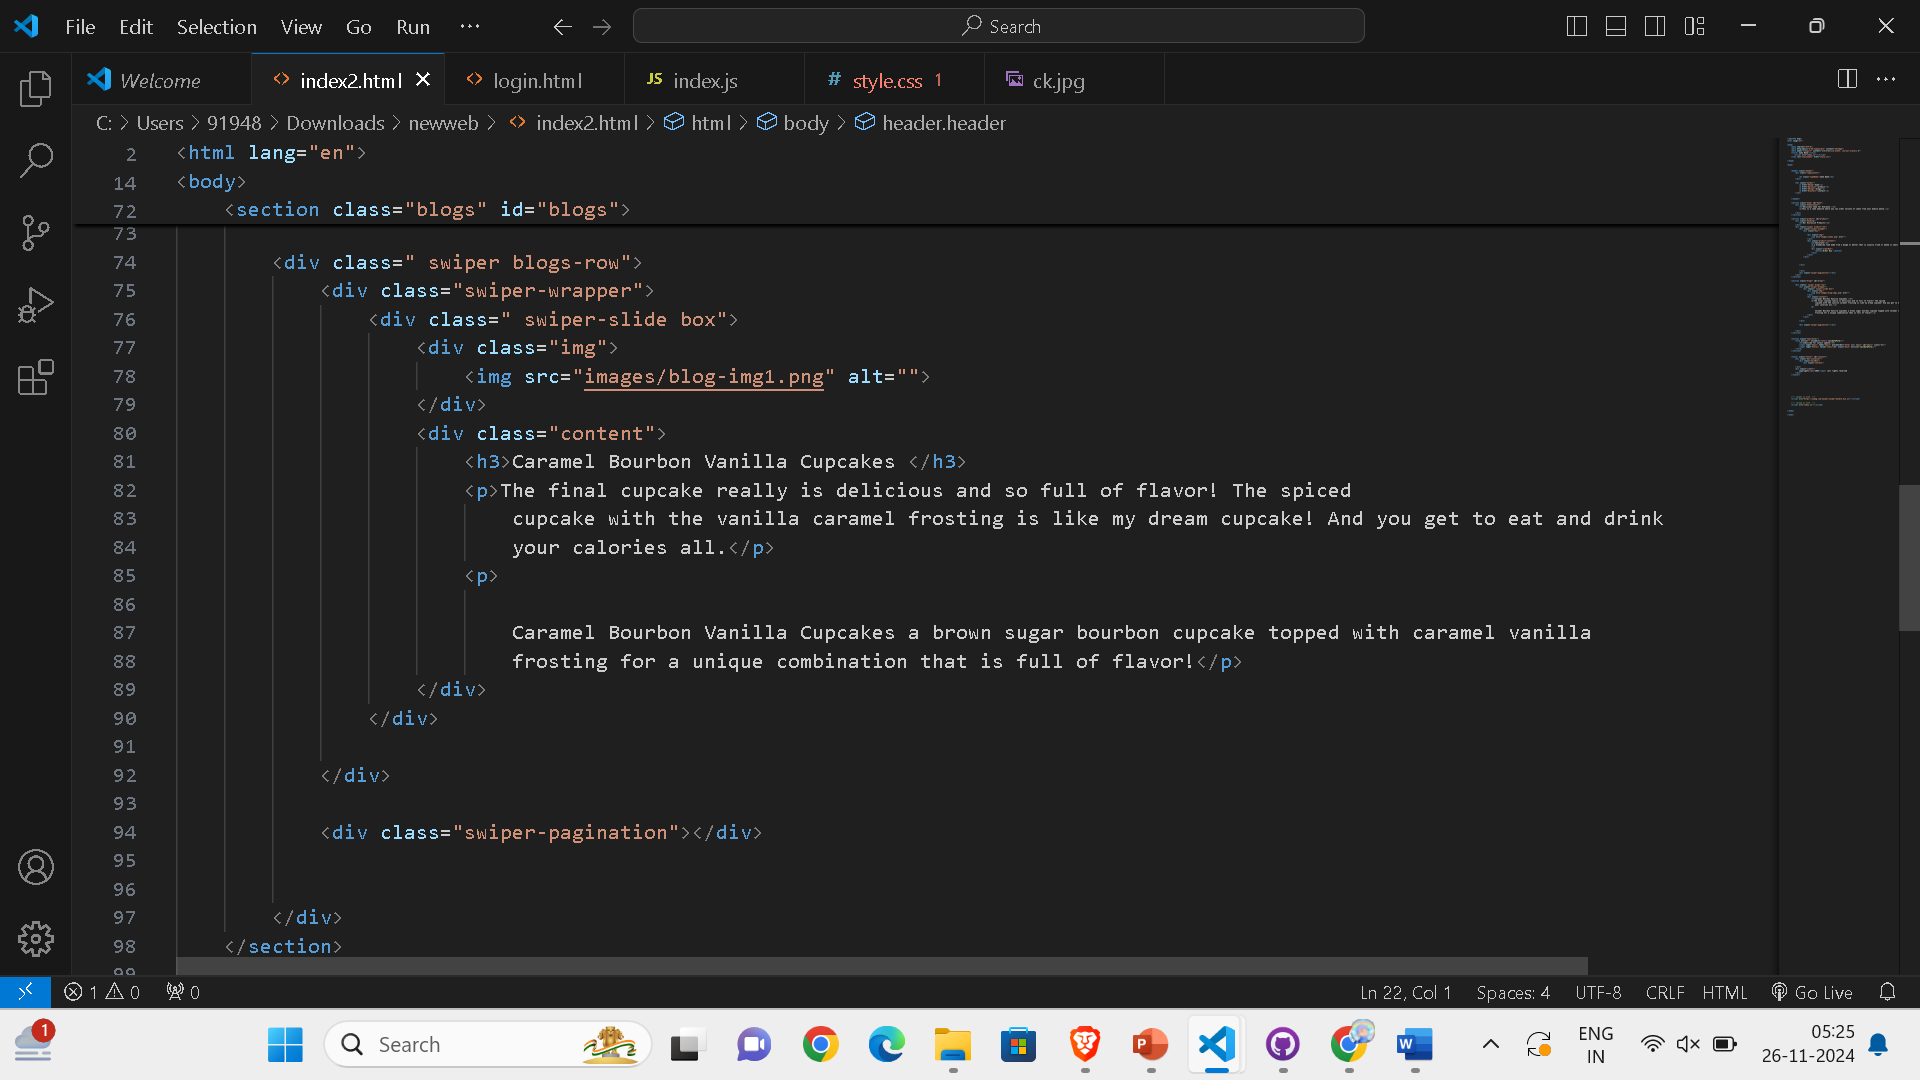 File Edit Selection View Go Run ··· Search
Welcome index2.html login.html JS index.js # style.css 1 ck.jpg
C: > Users > 91948 > Downloads > newweb > index2.html > html > body > header.header
2 <html lang="en">
14 <body>
72 <section class="blogs" id="blogs">
73
74 <div class=" swiper blogs-row">
75 <div class="swiper-wrapper">
76 <div class=" swiper-slide box">
77 <div class="img">
78 <img src="images/blog-img1.png" alt="">
79 </div>
80 <div class="content">
81 <h3>Caramel Bourbon Vanilla Cupcakes </h3>
82 <p>The final cupcake really is delicious and so full of flavor! The spiced
83 cupcake with the vanilla caramel frosting is like my dream cupcake! And you get to eat and drink
84 your calories all.</p>
85 <p>
86
87 Caramel Bourbon Vanilla Cupcakes a brown sugar bourbon cupcake topped with caramel vanilla
88 frosting for a unique combination that is full of flavor!</p>
89 </div>
90 </div>
91
92 </div>
93
94 <div class="swiper-pagination"></div>
95
96
97 </div>
98 </section>
99
1 0 0 Ln 22, Col 1 Spaces: 4 UTF-8 CRLF HTML Go Live
1 Search P W ENG 05:25
IN 26-11-2024